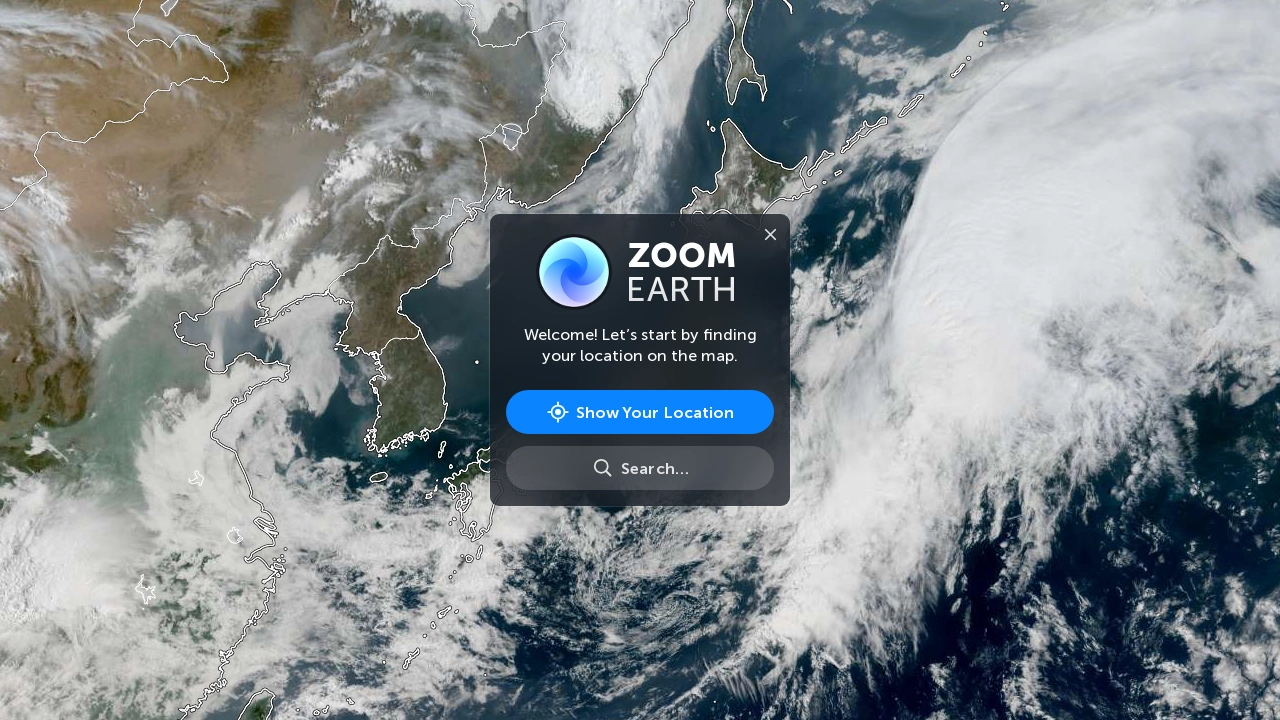 ZOOM
EARTH
Welcome! Let’s start by finding
your location on the map.
Show Your Location
Search...